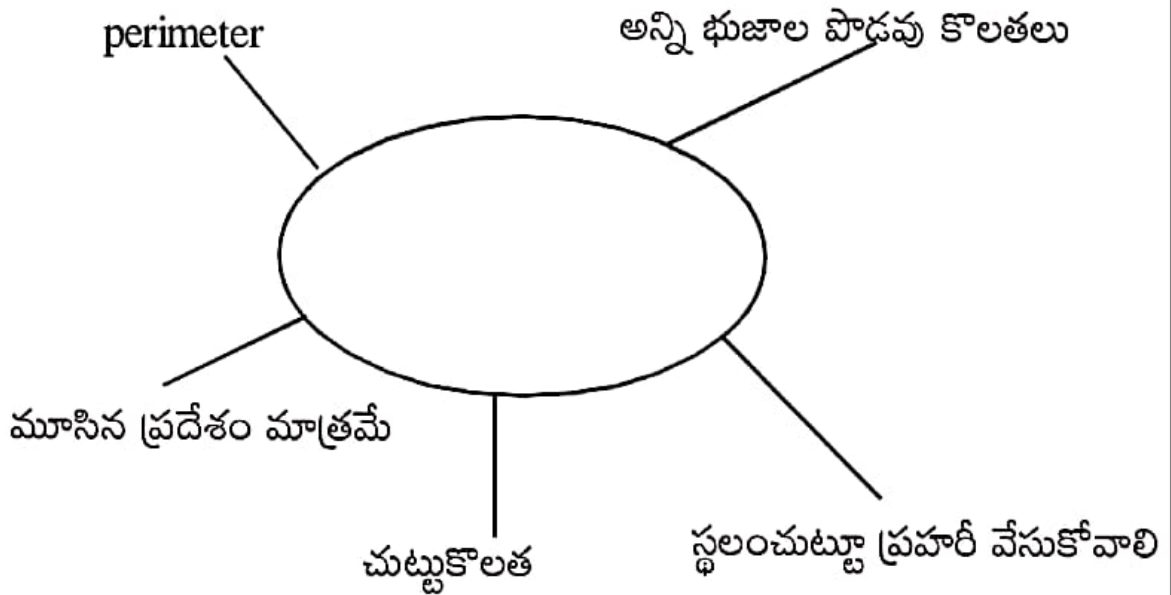 perimeter
అన్ని భుజాల పొడవు కొలతలు
మూసిన ప్రదేశం మాత్రమే
చుట్టుకొలత
స్థలంచుట్టూ ప్రహరీ వేసుకోవాలి